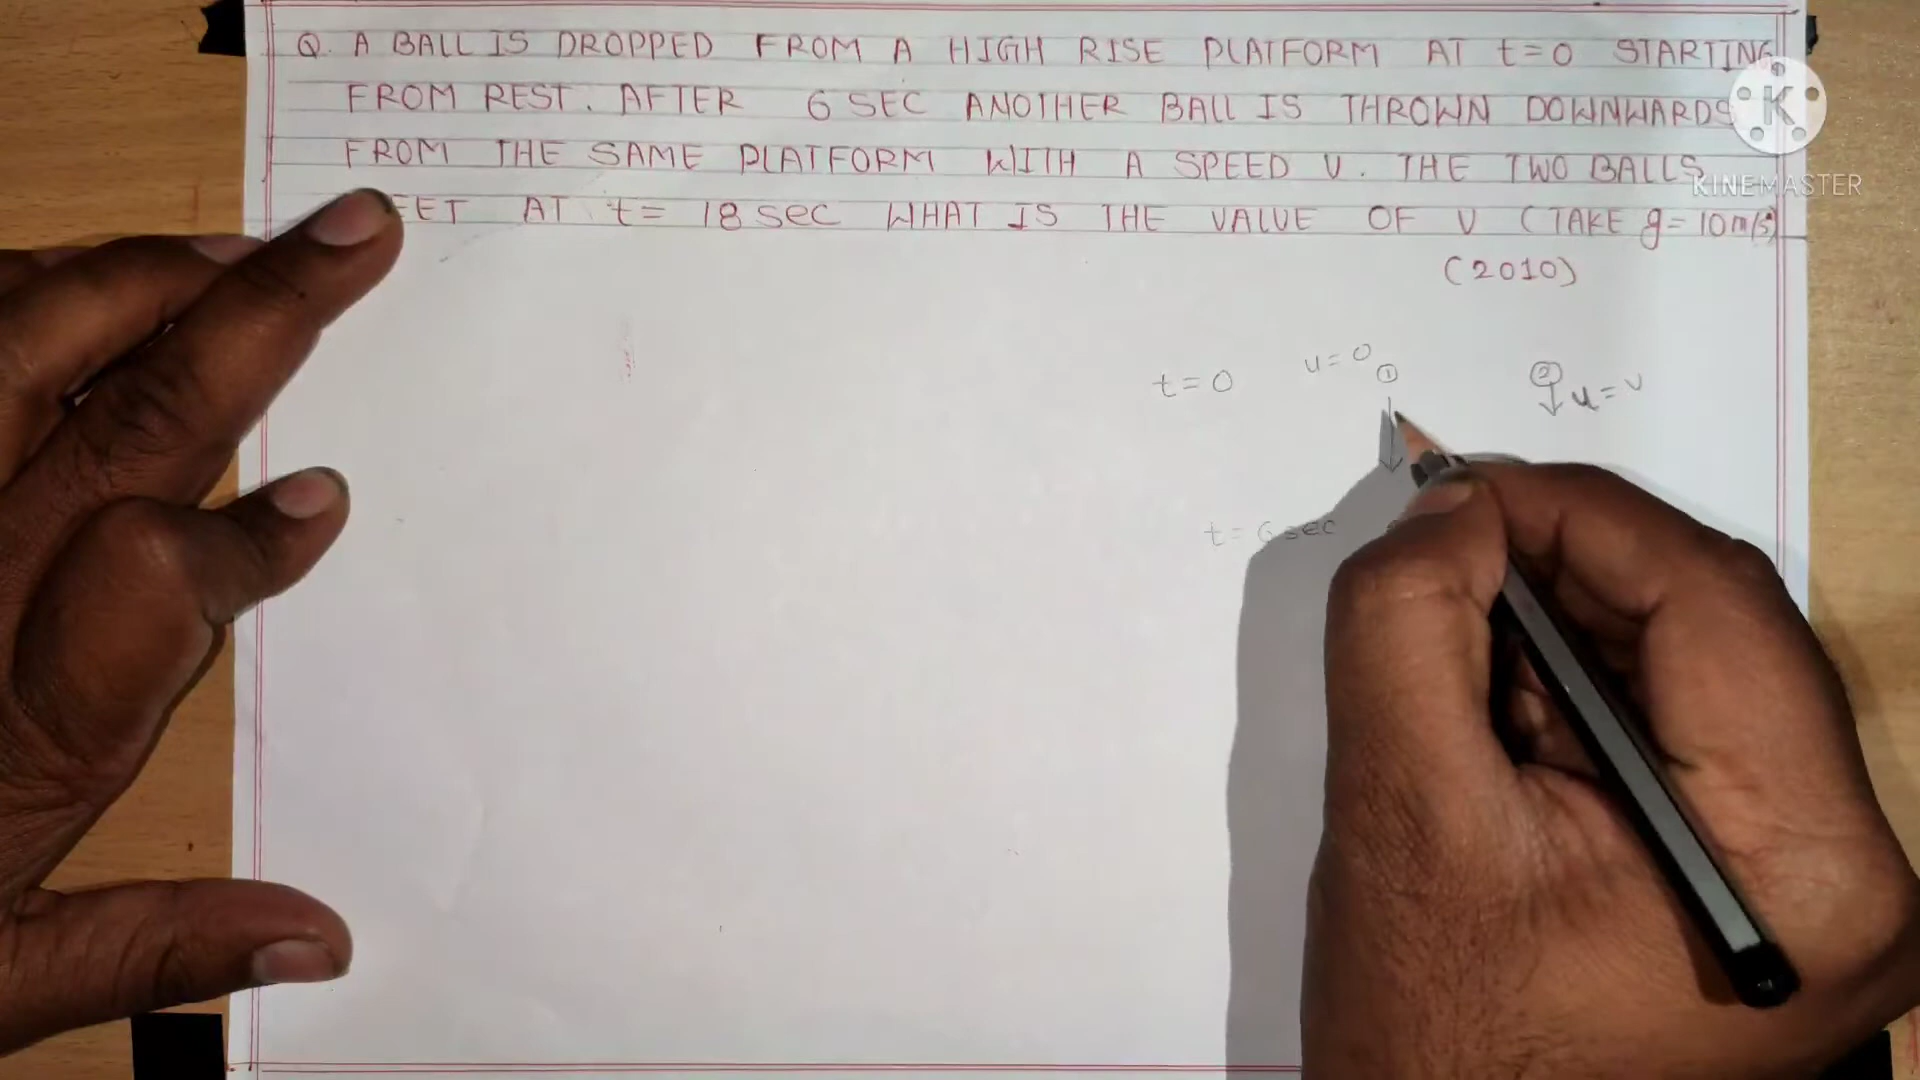 Q. A BALL IS DROPPED FROM A HIGH RISE PLATFORM AT t=0 STARTING
FROM REST. AFTER 6 SEC ANOTHER BALL IS THROWN DOWNWARDS
FROM THE SAME PLATFORM WITH A SPEED V. THE TWO BALLS
EET AT t= 18 sec WHAT IS THE VALUE OF V (TAKE g= 10 m/s²)
(2010)
K
KINEMASTER
t=0 u=0 ① ② u=v
t=6 sec